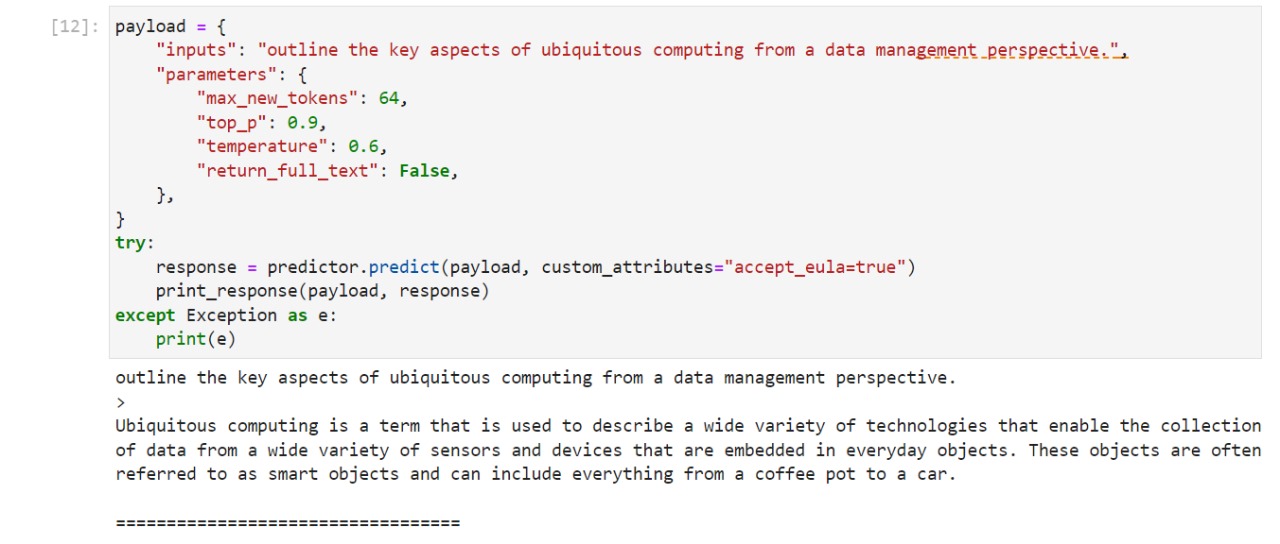 [12]: payload = {
"inputs": "outline the key aspects of ubiquitous computing from a data management perspective.",
"parameters": {
"max_new_tokens": 64,
"top_p": 0.9,
"temperature": 0.6,
"return_full_text": False,
},
}
try:
response = predictor.predict(payload, custom_attributes="accept_eula=true")
print_response(payload, response)
except Exception as e:
print(e)
outline the key aspects of ubiquitous computing from a data management perspective.
>
Ubiquitous computing is a term that is used to describe a wide variety of technologies that enable the collection
of data from a wide variety of sensors and devices that are embedded in everyday objects. These objects are often
referred to as smart objects and can include everything from a coffee pot to a car.
==================================